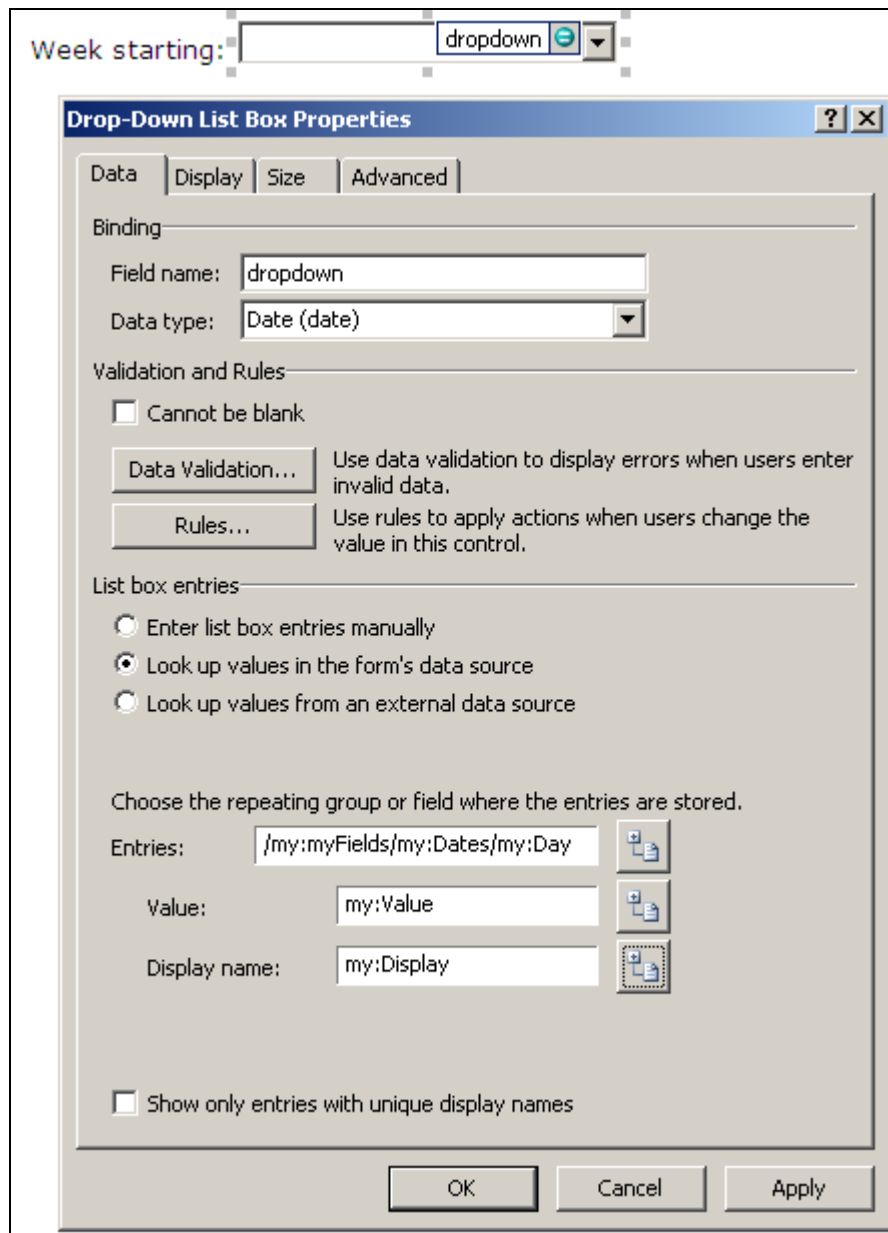 Week starting: dropdown
Drop-Down List Box Properties
Data Display Size Advanced
Binding
Field name: dropdown
Data type: Date (date)
Validation and Rules
Cannot be blank
Data Validation... Use data validation to display errors when users enter
invalid data.
Rules... Use rules to apply actions when users change the
value in this control.
List box entries
Enter list box entries manually
Look up values in the form's data source
Look up values from an external data source
Choose the repeating group or field where the entries are stored.
Entries: /my:myFields/my:Dates/my:Day
Value: my:Value
Display name: my:Display
Show only entries with unique display names
OK Cancel Apply